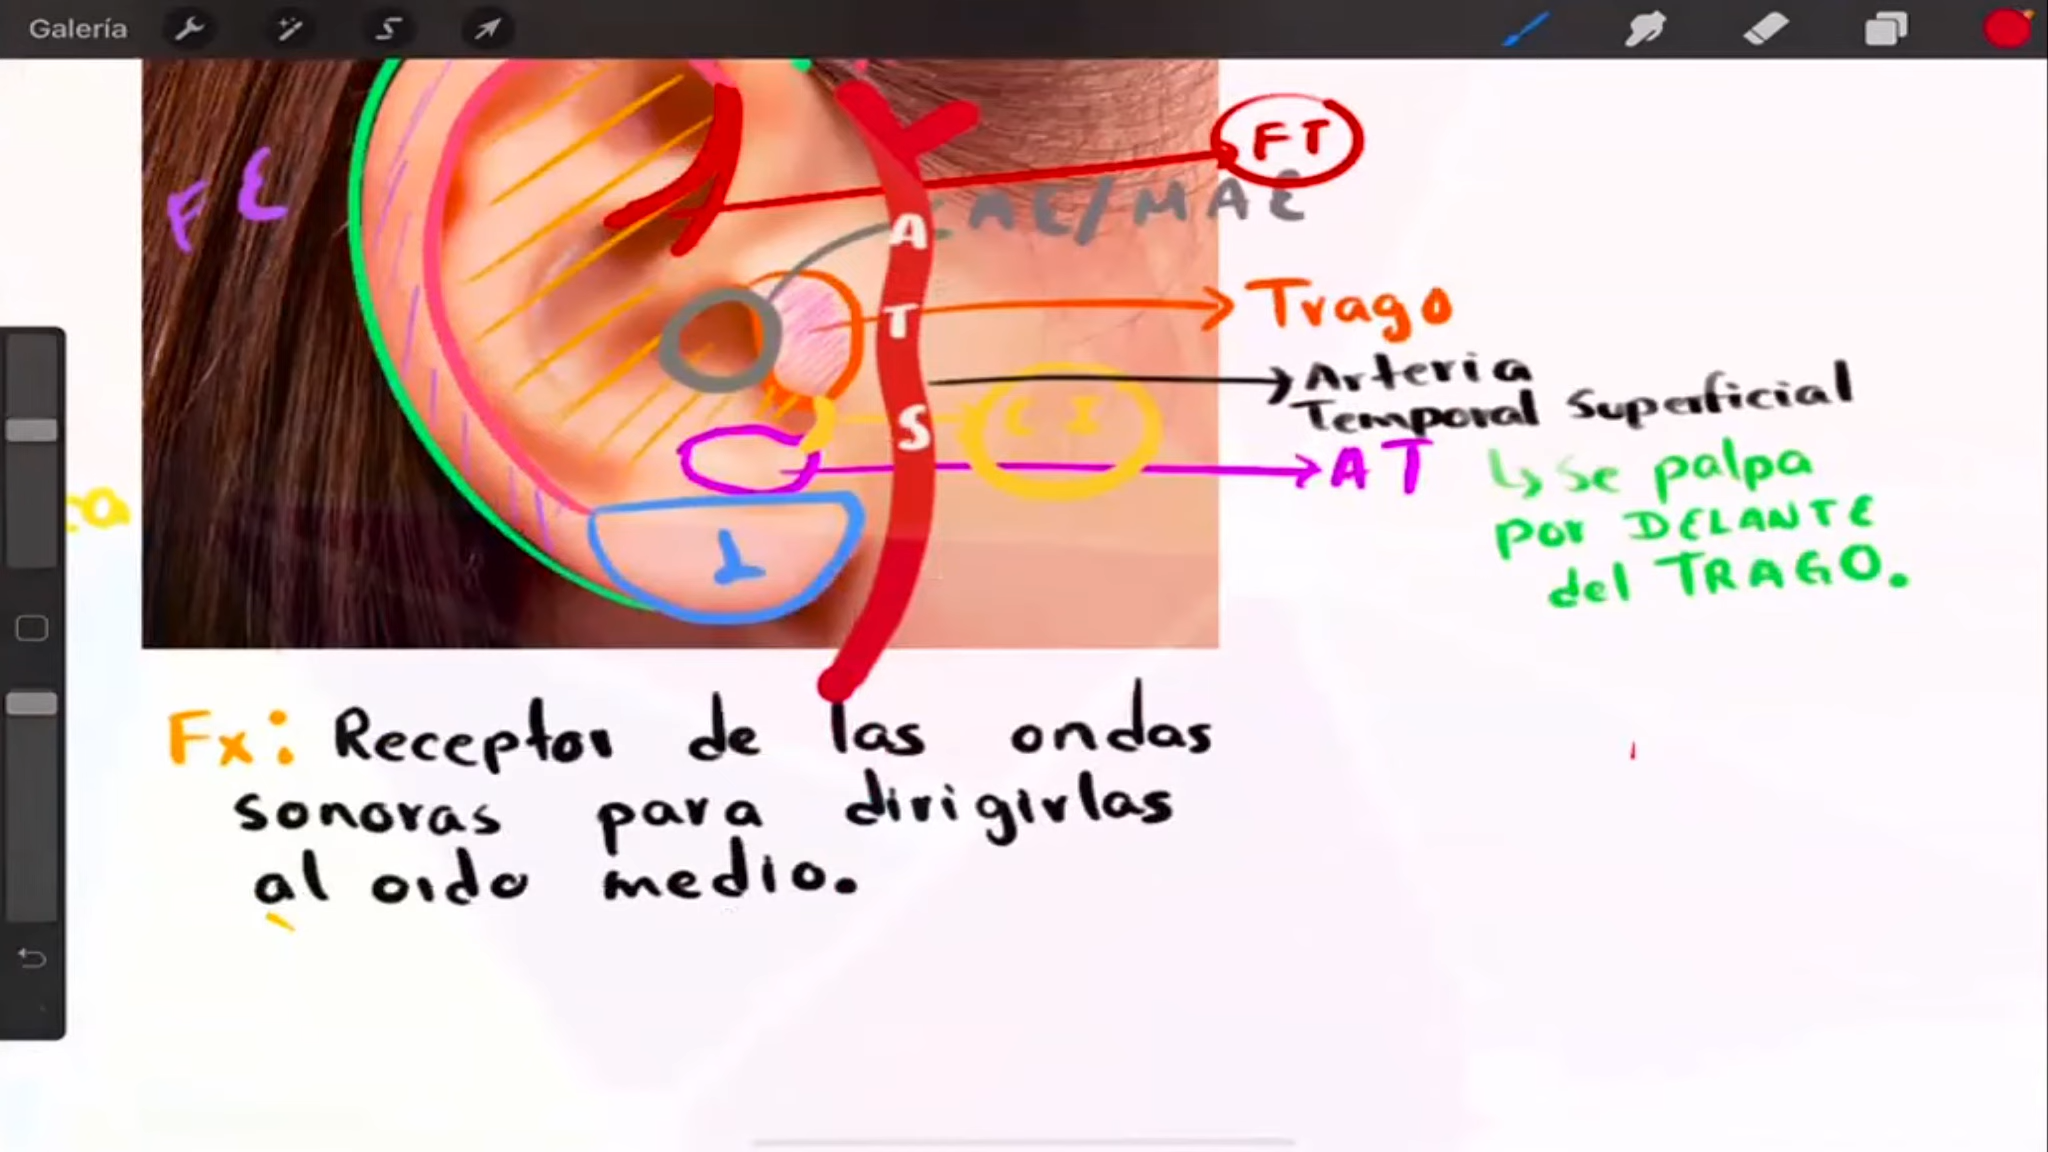 Galería
FT
FE
CAE/MAE
A
T
S
Trago
Arteria
Temporal Superficial
CI
AT
↳ Se palpa
por DELANTE
del TRAGO.
L
Fx: Receptor de las ondas
sonoras para dirigirlas
al oido medio.